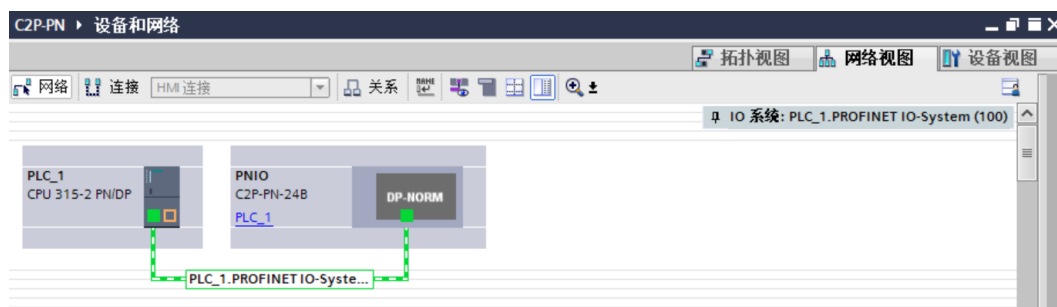 C2P-PN ▸ 设备和网络
拓扑视图 网络视图 设备视图
网络 连接 HMI 连接 关系
IO 系统: PLC_1.PROFINET IO-System (100)
PLC_1
CPU 315-2 PN/DP
PNIO
C2P-PN-24B
PLC_1
DP-NORM
PLC_1.PROFINET IO-Syste...